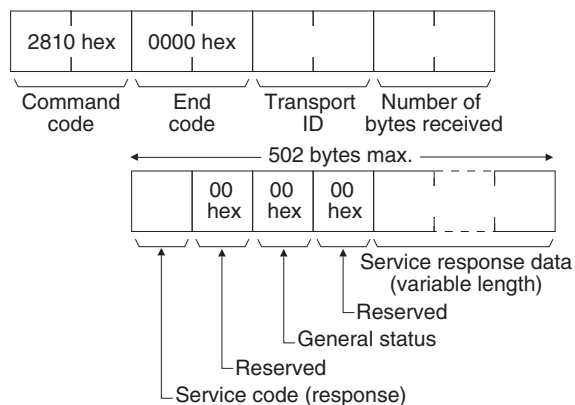 2810 hex 0000 hex
Command code End code Transport ID Number of bytes received
502 bytes max.
00 hex 00 hex 00 hex
Service response data
(variable length)
Reserved
General status
Reserved
Service code (response)